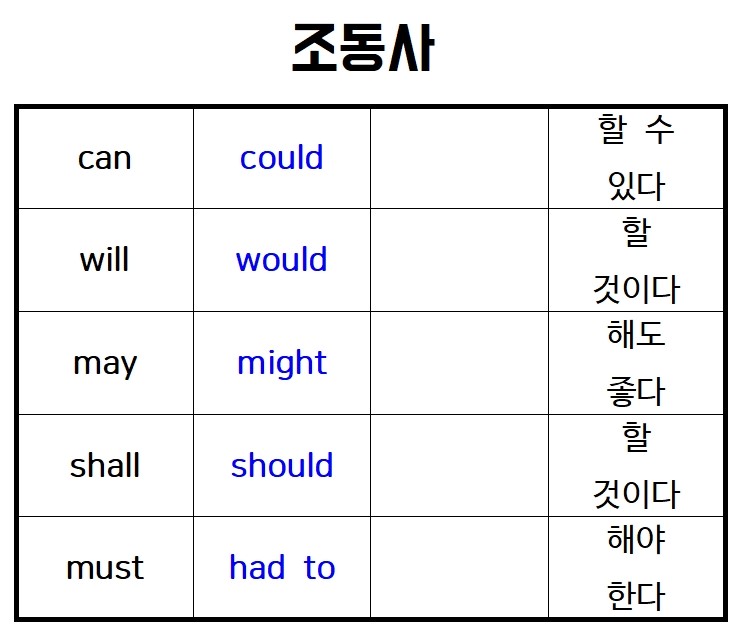 조동사
can could 할 수 있다
will would 할 것이다
may might 해도 좋다
shall should 할 것이다
must had to 해야 한다